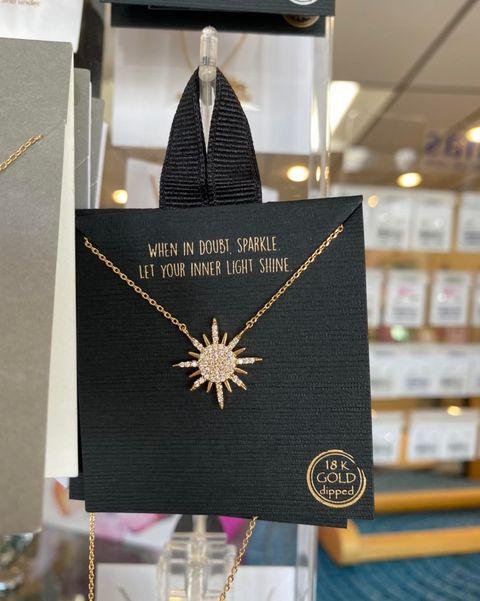 WHEN IN DOUBT, SPARKLE.
LET YOUR INNER LIGHT SHINE.
18 K
GOLD
dipped